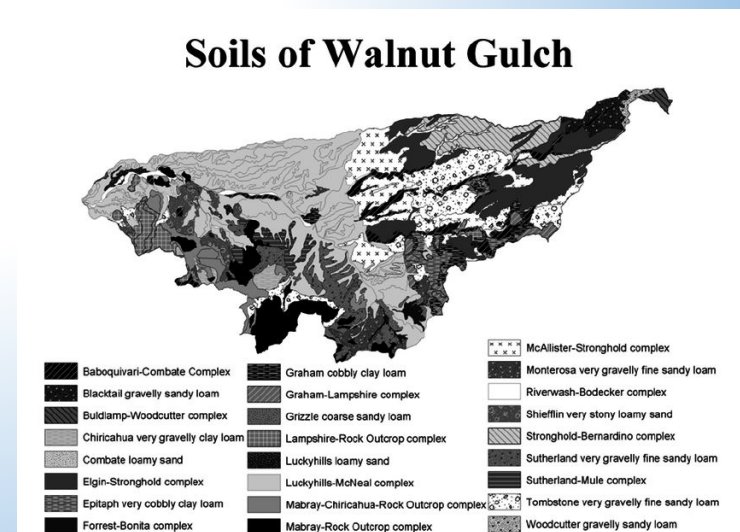 Soils of Walnut Gulch
Baboquivari-Combate Complex
Blacktail gravelly sandy loam
Budlamp-Woodcutter complex
Chiricahua very gravelly clay loam
Combate loamy sand
Elgin-Stronghold complex
Epitaph very cobbly clay loam
Forrest-Bonita complex
Graham cobbly clay loam
Graham-Lampshire complex
Grizzle coarse sandy loam
Lampshire-Rock Outcrop complex
Luckyhills loamy sand
Luckyhills-McNeal complex
Mabray-Chiricahua-Rock Outcrop complex
Mabray-Rock Outcrop complex
McAllister-Stronghold complex
Monterosa very gravelly fine sandy loam
Riverwash-Bodecker complex
Shiefflin very stony loamy sand
Stronghold-Bernardino complex
Sutherland very gravelly fine sandy loam
Sutherland-Mule complex
Tombstone very gravelly fine sandy loam
Woodcutter gravelly sandy loam